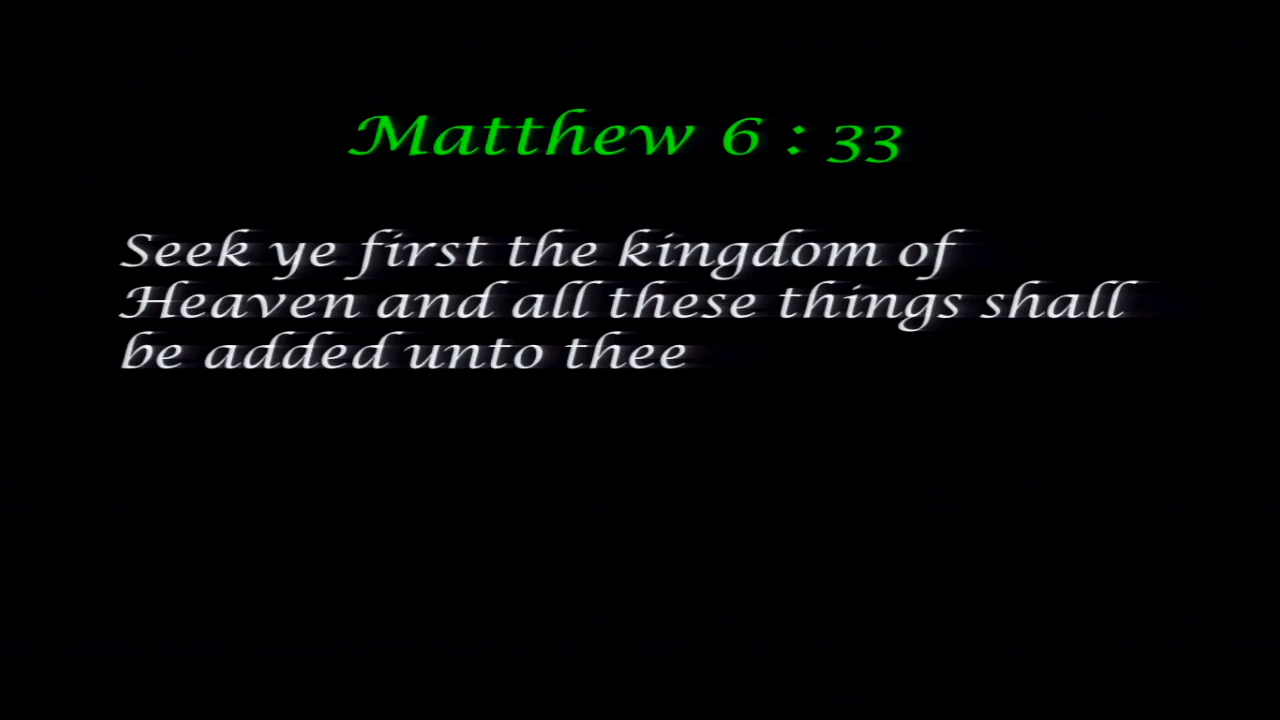 Matthew 6 : 33
Seek ye first the kingdom of
Heaven and all these things shall
be added unto thee